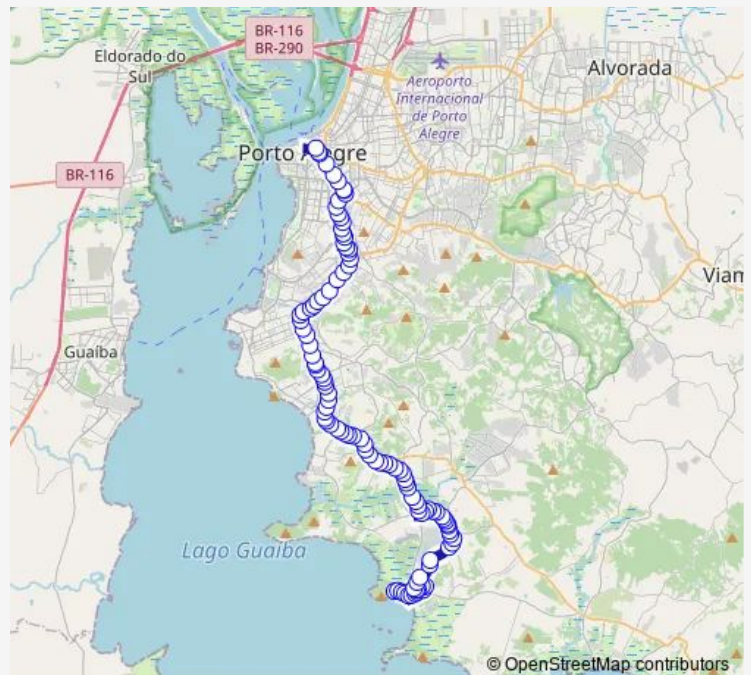 BR-116
BR-290
Eldorado do
Sul
Alvorada
Aeroporto
Internacional
de Porto
Alegre
Porto A gre
BR-116
Viam
Guaíba
Lago Guaíba
© OpenStreetMap contributors